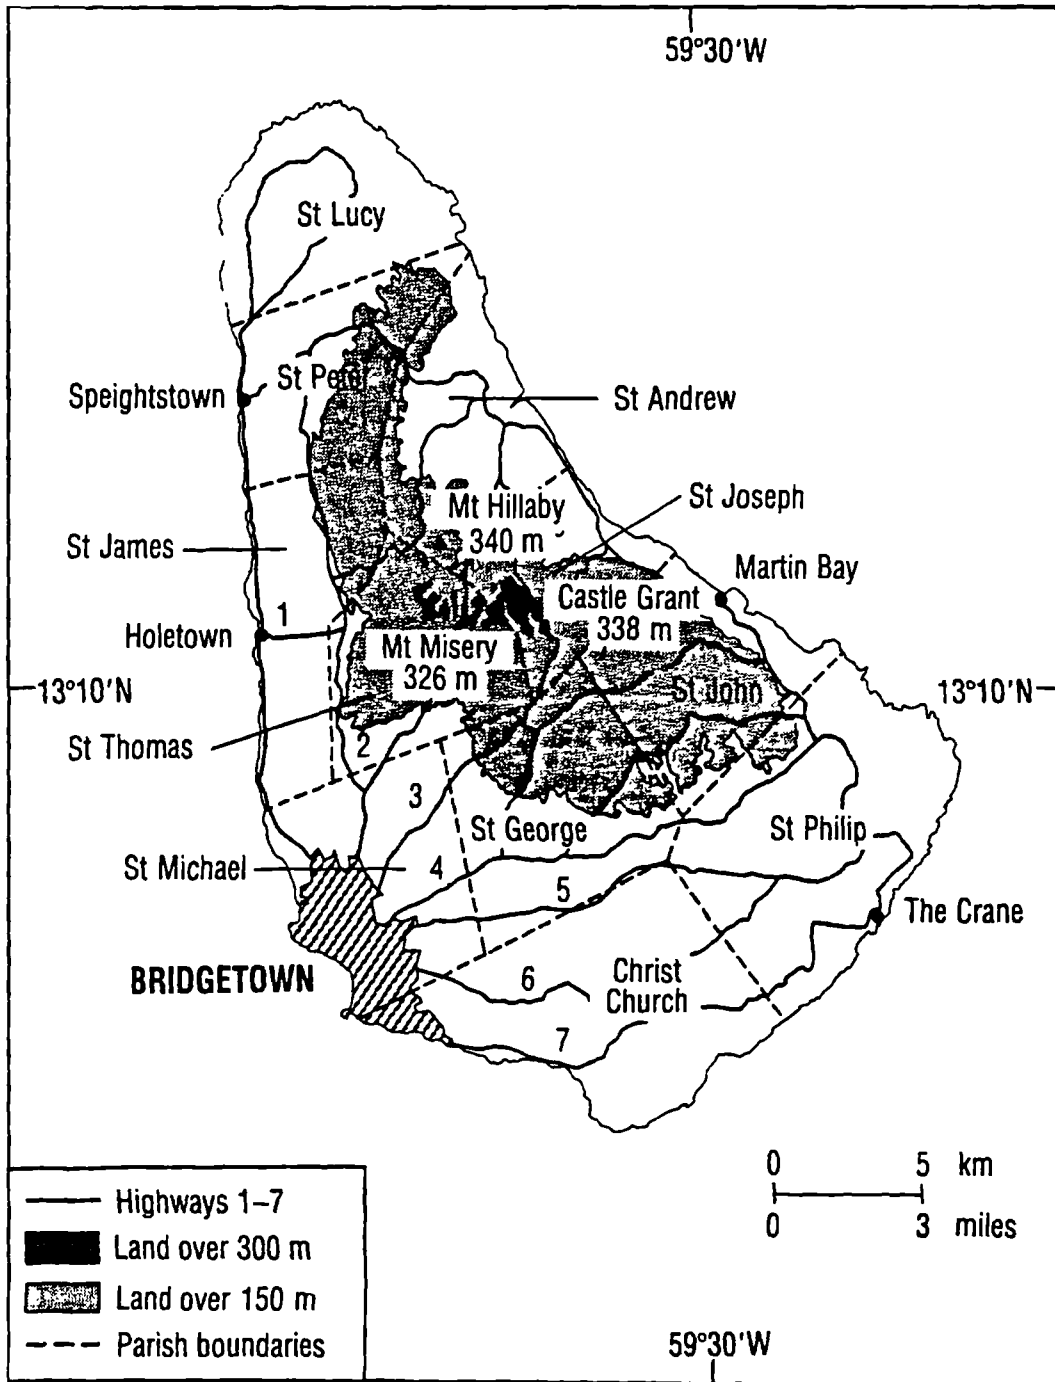 59°30'W
St Lucy
St Peter
Speightstown
St Andrew
Mt Hillaby
340 m
St Joseph
St James
Martin Bay
Castle Grant
338 m
1
Holetown
Mt Misery
326 m
13°10'N
13°10'N
St John
St Thomas
2
3
St George
St Philip
St Michael
4
5
The Crane
BRIDGETOWN
6
Christ
Church
7
0 5 km
0 3 miles
Highways 1–7
Land over 300 m
Land over 150 m
Parish boundaries
59°30'W